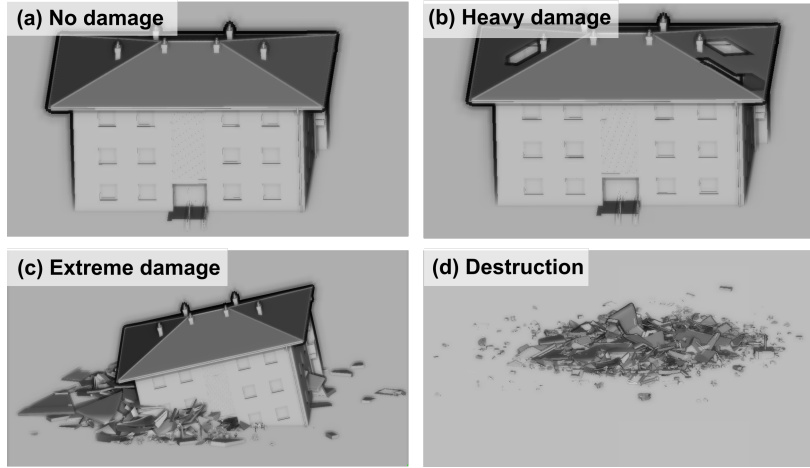 (a) No damage
(b) Heavy damage
(c) Extreme damage
(d) Destruction